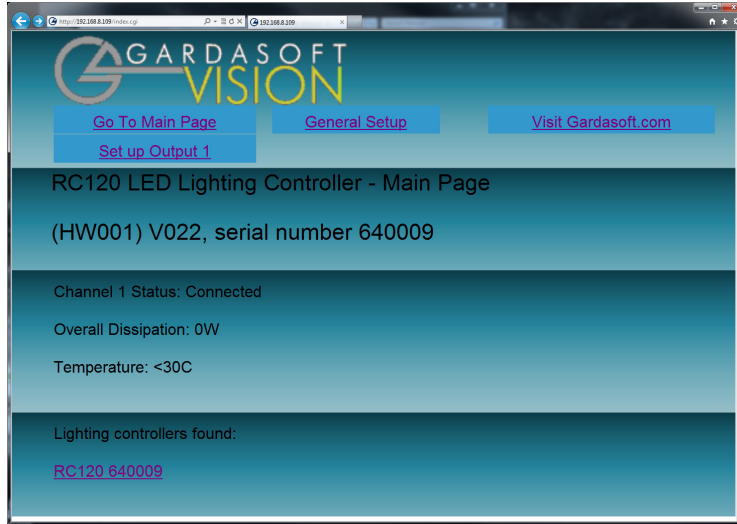 http://192.168.8.109/index.cgi
192.168.8.109
GARDASOFT
VISION
Go To Main Page
General Setup
Visit Gardasoft.com
Set up Output 1
RC120 LED Lighting Controller - Main Page
(HW001) V022, serial number 640009
Channel 1 Status: Connected
Overall Dissipation: 0W
Temperature: <30C
Lighting controllers found:
RC120 640009